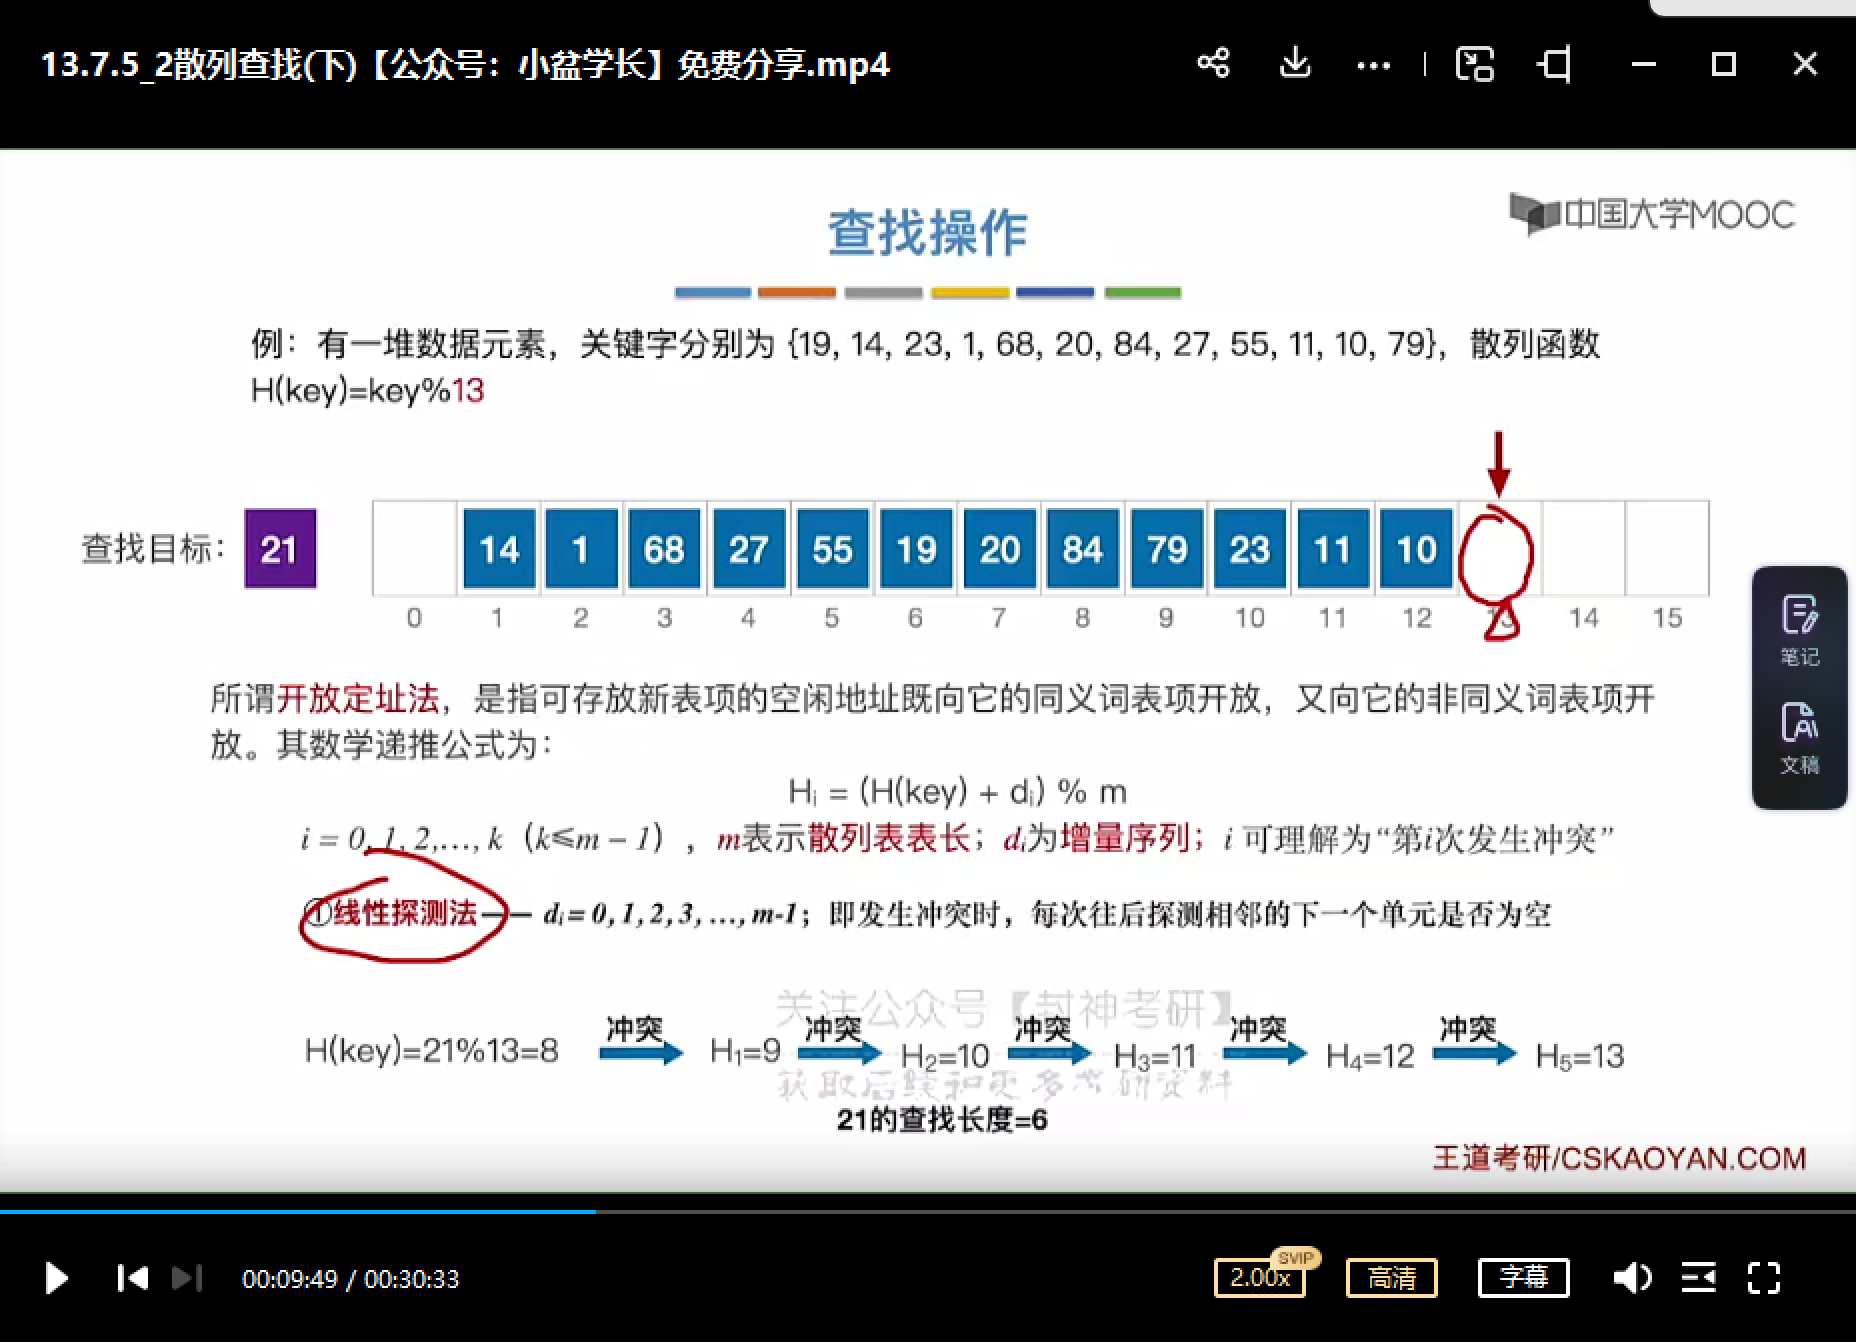 13.7.5_2散列查找(下)【公众号：小盆学长】免费分享.mp4
中国大学MOOC
查找操作
例：有一堆数据元素，关键字分别为 {19, 14, 23, 1, 68, 20, 84, 27, 55, 11, 10, 79}，散列函数
H(key)=key%13
查找目标： 21 14 1 68 27 55 19 20 84 79 23 11 10
0 1 2 3 4 5 6 7 8 9 10 11 12 13 14 15
笔记
文稿
所谓开放定址法，是指可存放新表项的空闲地址既向它的同义词表项开放，又向它的非同义词表项开
放。其数学递推公式为：
Hᵢ = (H(key) + dᵢ) % m
i = 0, 1, 2,…, k（k≤m – 1），m表示散列表表长；dᵢ为增量序列；i 可理解为“第i次发生冲突”
①线性探测法—— dᵢ = 0, 1, 2, 3, …, m-1；即发生冲突时，每次往后探测相邻的下一个单元是否为空
关注公众号【封神考研】
冲突 冲突 冲突 冲突 冲突
H(key)=21%13=8 H₁=9 H₂=10 H₃=11 H₄=12 H₅=13
获取后续和更多考研资料
21的查找长度=6
王道考研/CSKAOYAN.COM
00:09:49 / 00:30:33
2.00x SVIP 高清 字幕